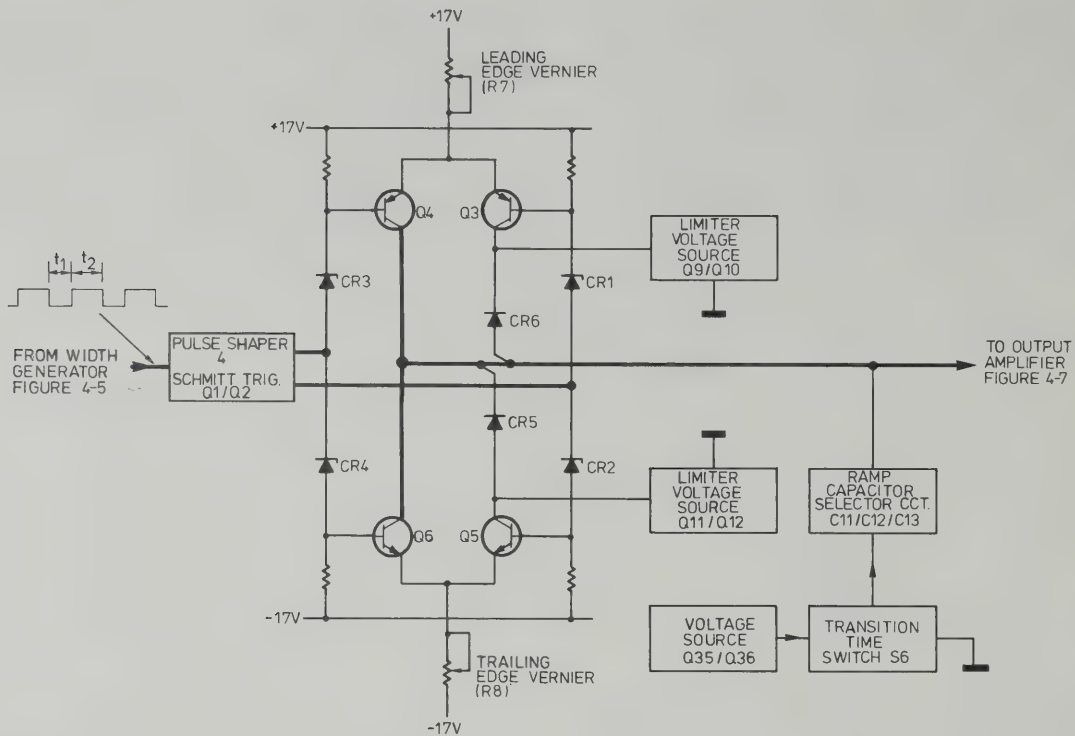 +17V
LEADING
EDGE VERNIER
(R7)
+17V
Q4
Q3
LIMITER
VOLTAGE
SOURCE
Q9/Q10
t1
t2
CR3
CR1
CR6
FROM WIDTH
GENERATOR
FIGURE 4-5
PULSE SHAPER
4
SCHMITT TRIG.
Q1/Q2
TO OUTPUT
AMPLIFIER
FIGURE 4-7
CR5
CR4
CR2
LIMITER
VOLTAGE
SOURCE
Q11/Q12
RAMP
CAPACITOR
SELECTOR CCT.
C11/C12/C13
Q6
Q5
-17V
VOLTAGE
SOURCE
Q35/Q36
TRANSITION
TIME
SWITCH S6
TRAILING
EDGE VERNIER
(R8)
-17V